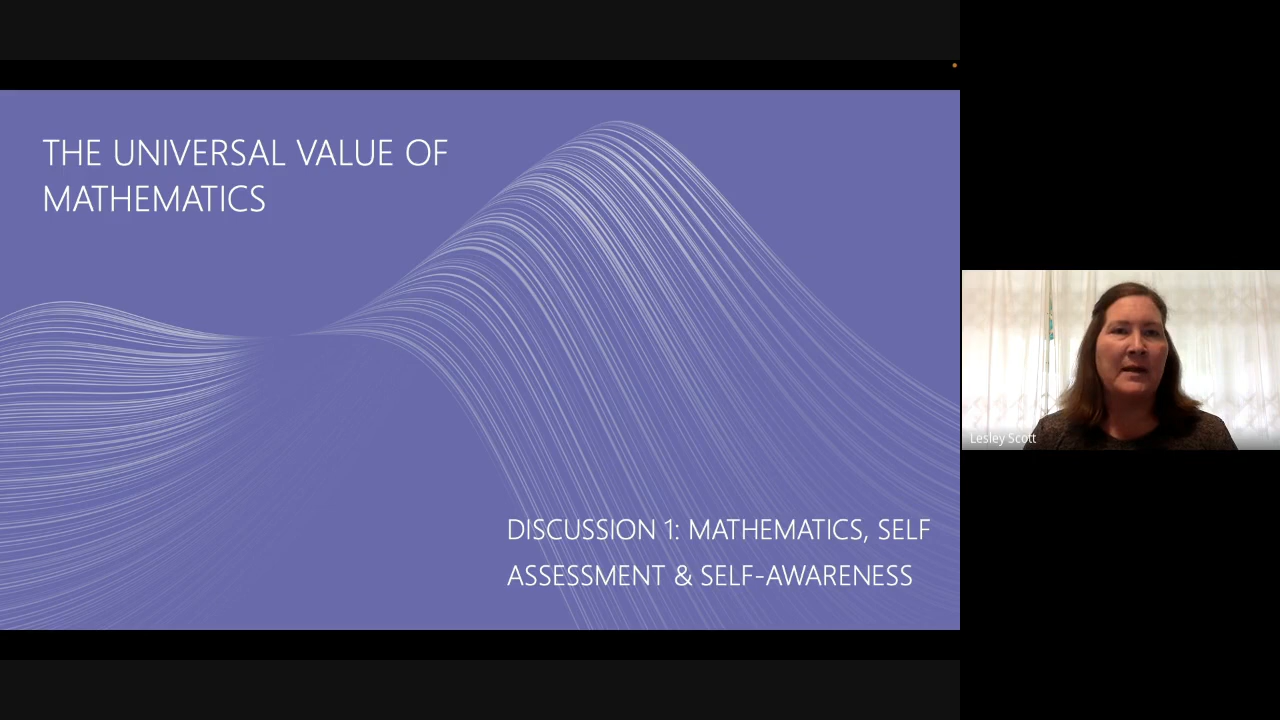 THE UNIVERSAL VALUE OF
MATHEMATICS
DISCUSSION 1: MATHEMATICS, SELF
ASSESSMENT & SELF-AWARENESS
Lesley Scott